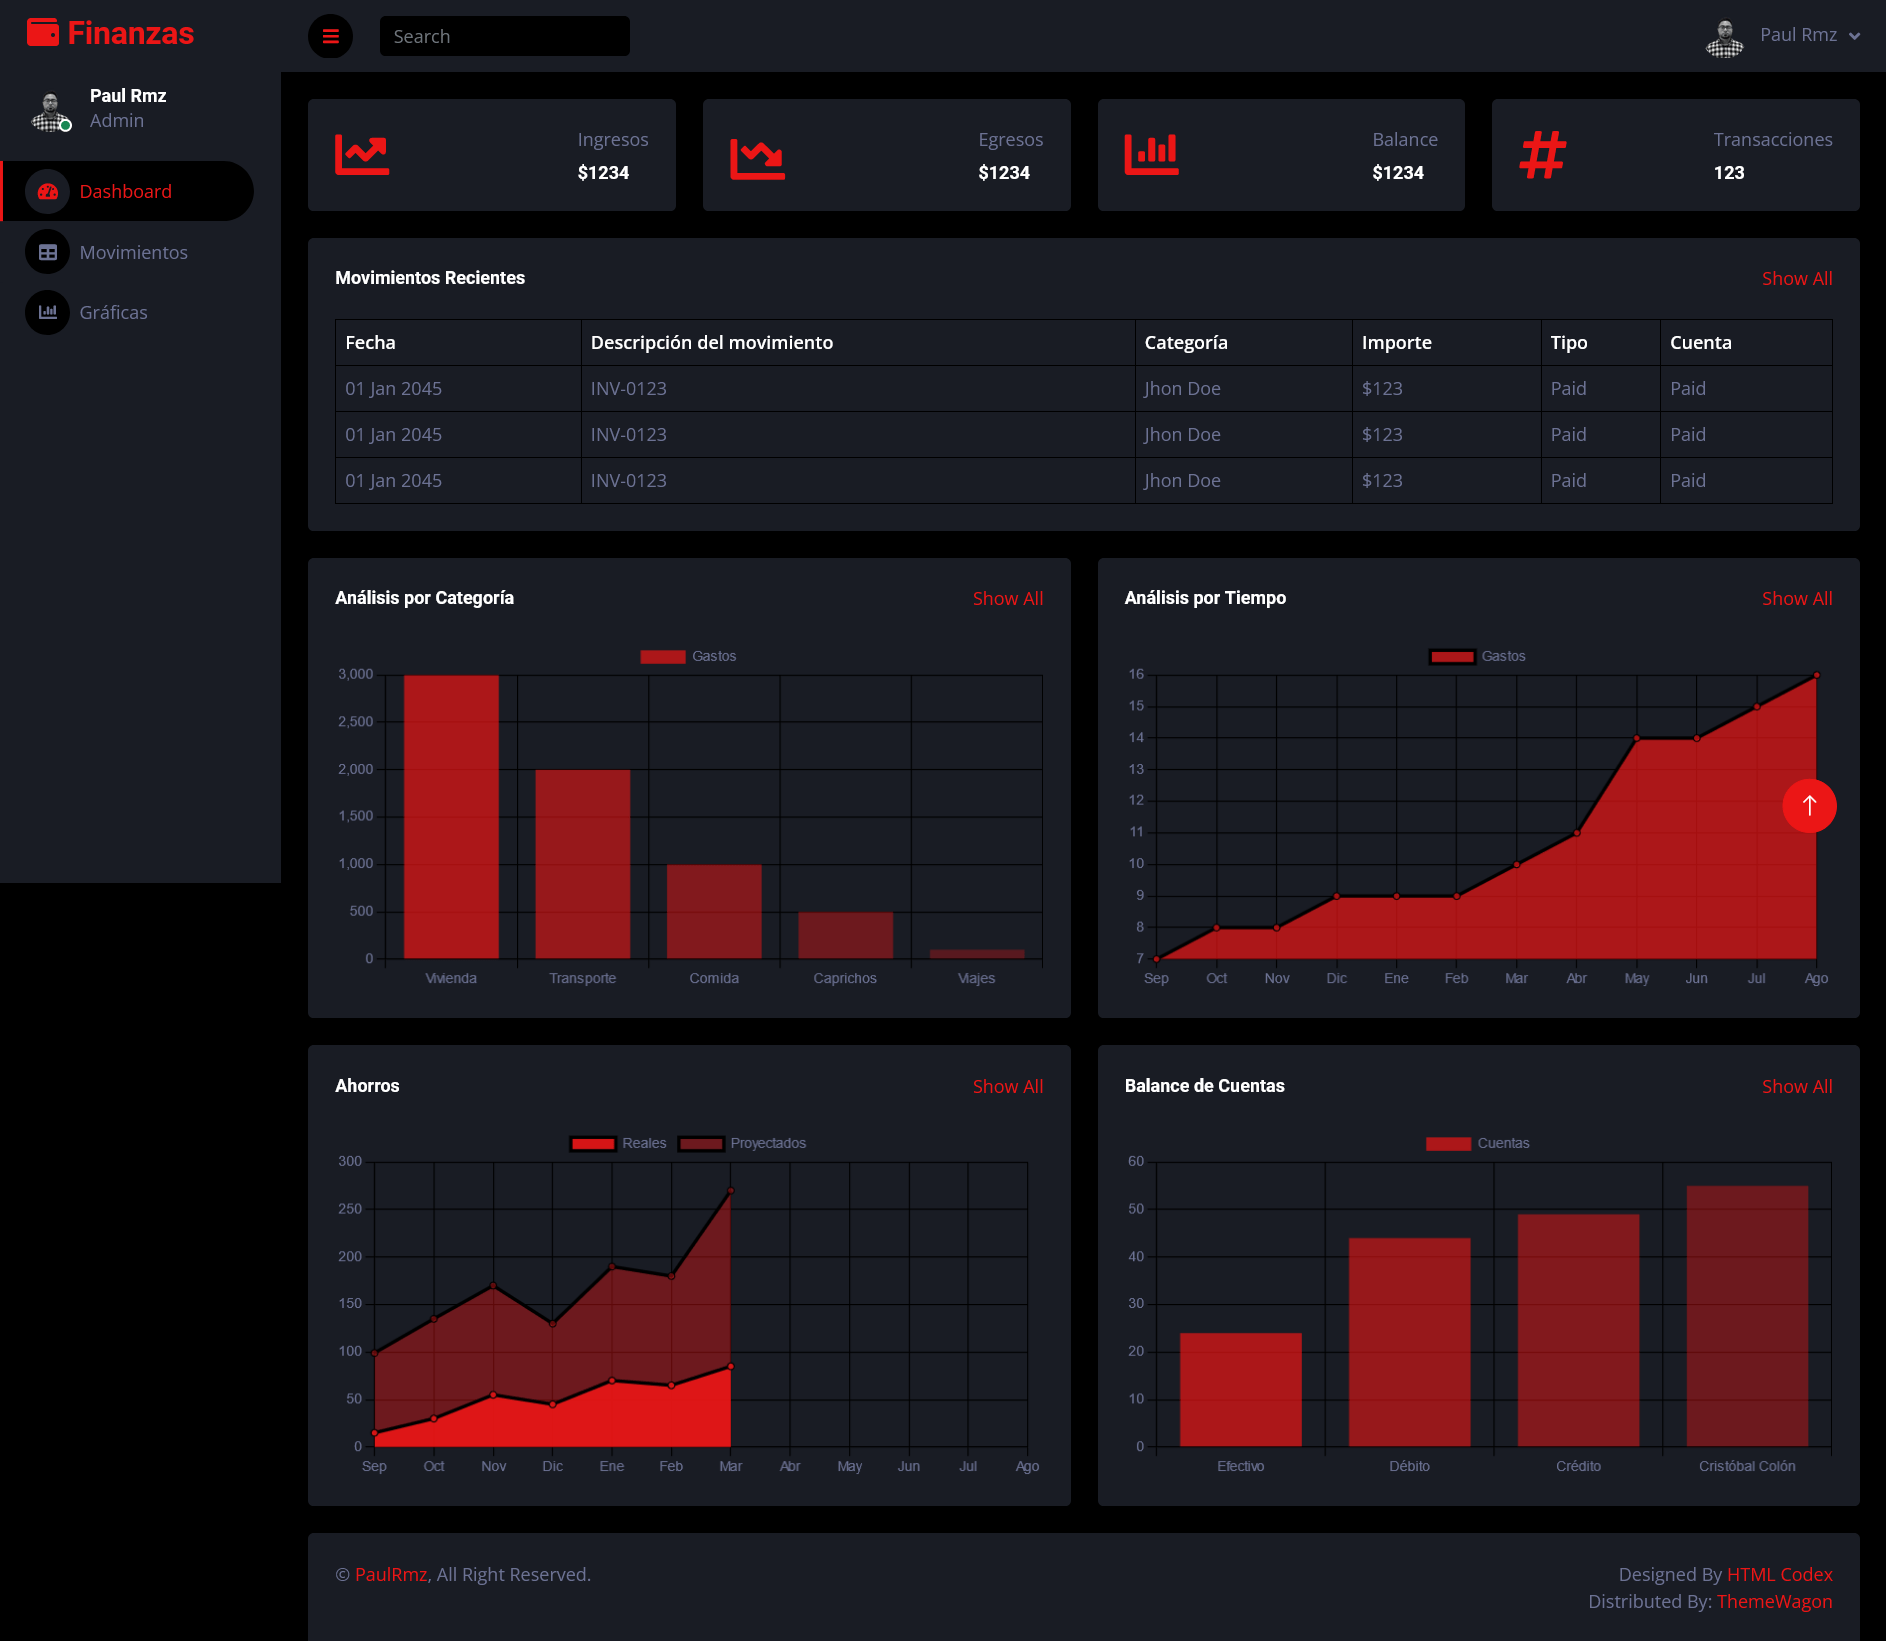 Finanzas
Search
Paul Rmz
Paul Rmz
Admin
Dashboard
Movimientos
Gráficas
Ingresos
$1234
Egresos
$1234
Balance
$1234
Transacciones
123
Movimientos Recientes
Show All
Fecha Descripción del movimiento Categoría Importe Tipo Cuenta
01 Jan 2045 INV-0123 Jhon Doe $123 Paid Paid
01 Jan 2045 INV-0123 Jhon Doe $123 Paid Paid
01 Jan 2045 INV-0123 Jhon Doe $123 Paid Paid
Análisis por Categoría
Show All
Gastos
3,000
2,500
2,000
1,500
1,000
500
0
Vivienda Transporte Comida Caprichos Viajes
Análisis por Tiempo
Show All
Gastos
16
15
14
13
12
11
10
9
8
7
Sep Oct Nov Dic Ene Feb Mar Abr May Jun Jul Ago
Ahorros
Show All
Reales Proyectados
300
250
200
150
100
50
0
Sep Oct Nov Dic Ene Feb Mar Abr May Jun Jul Ago
Balance de Cuentas
Show All
Cuentas
60
50
40
30
20
10
0
Efectivo Débito Crédito Cristóbal Colón
© PaulRmz, All Right Reserved.
Designed By HTML Codex
Distributed By: ThemeWagon